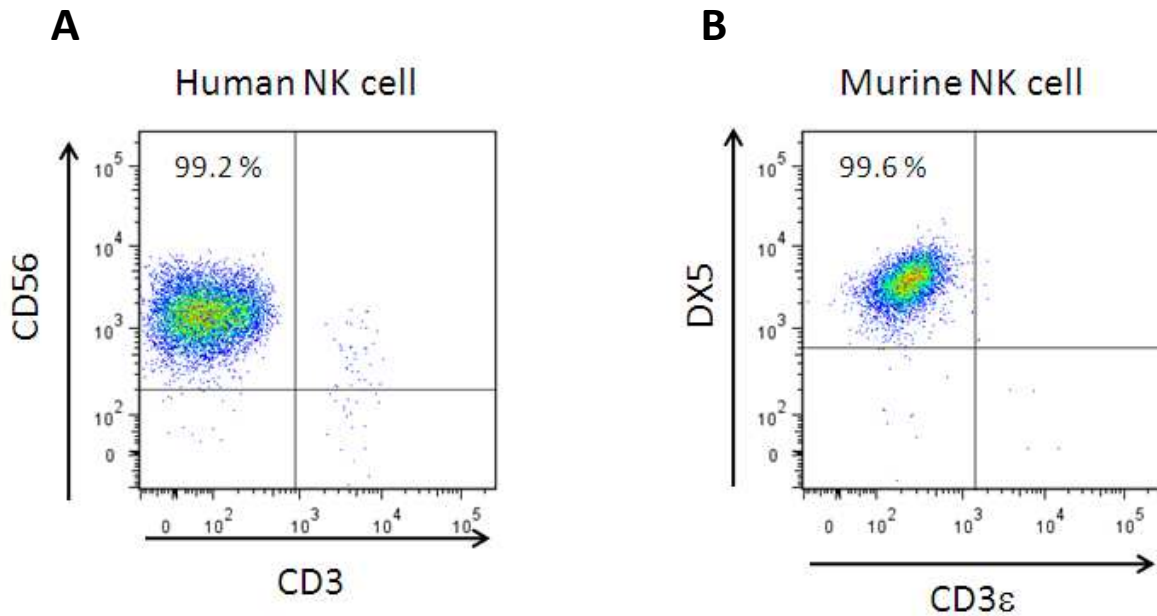 A
Human NK cell
99.2 %
CD56
10^5
10^4
10^3
10^2
0
0 10^2 10^3 10^4 10^5
CD3
B
Murine NK cell
99.6 %
DX5
10^5
10^4
10^3
10^2
0
0 10^2 10^3 10^4 10^5
CD3ε